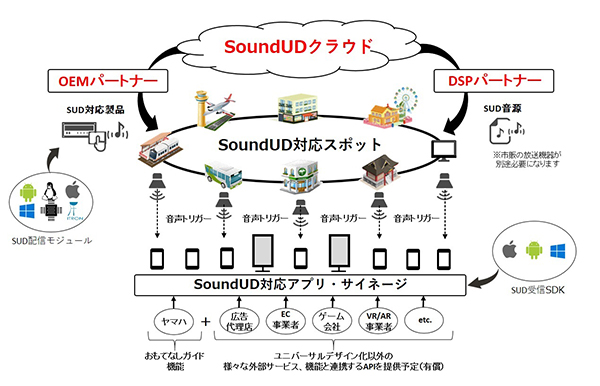 SoundUDクラウド
OEMパートナー
DSPパートナー
SUD対応製品
SUD音源
※市販の放送機器が
別途必要になります
SoundUD対応スポット
SUD配信モジュール
音声トリガー
音声トリガー
音声トリガー
音声トリガー
音声トリガー
SoundUD対応アプリ・サイネージ
SUD受信SDK
ヤマハ
+
広告
代理店
EC
事業者
ゲーム
会社
VR/AR
事業者
etc.
おもてなしガイド
機能
ユニバーサルデザイン化以外の
様々な外部サービス、機能と連携するAPIを提供予定(有償)